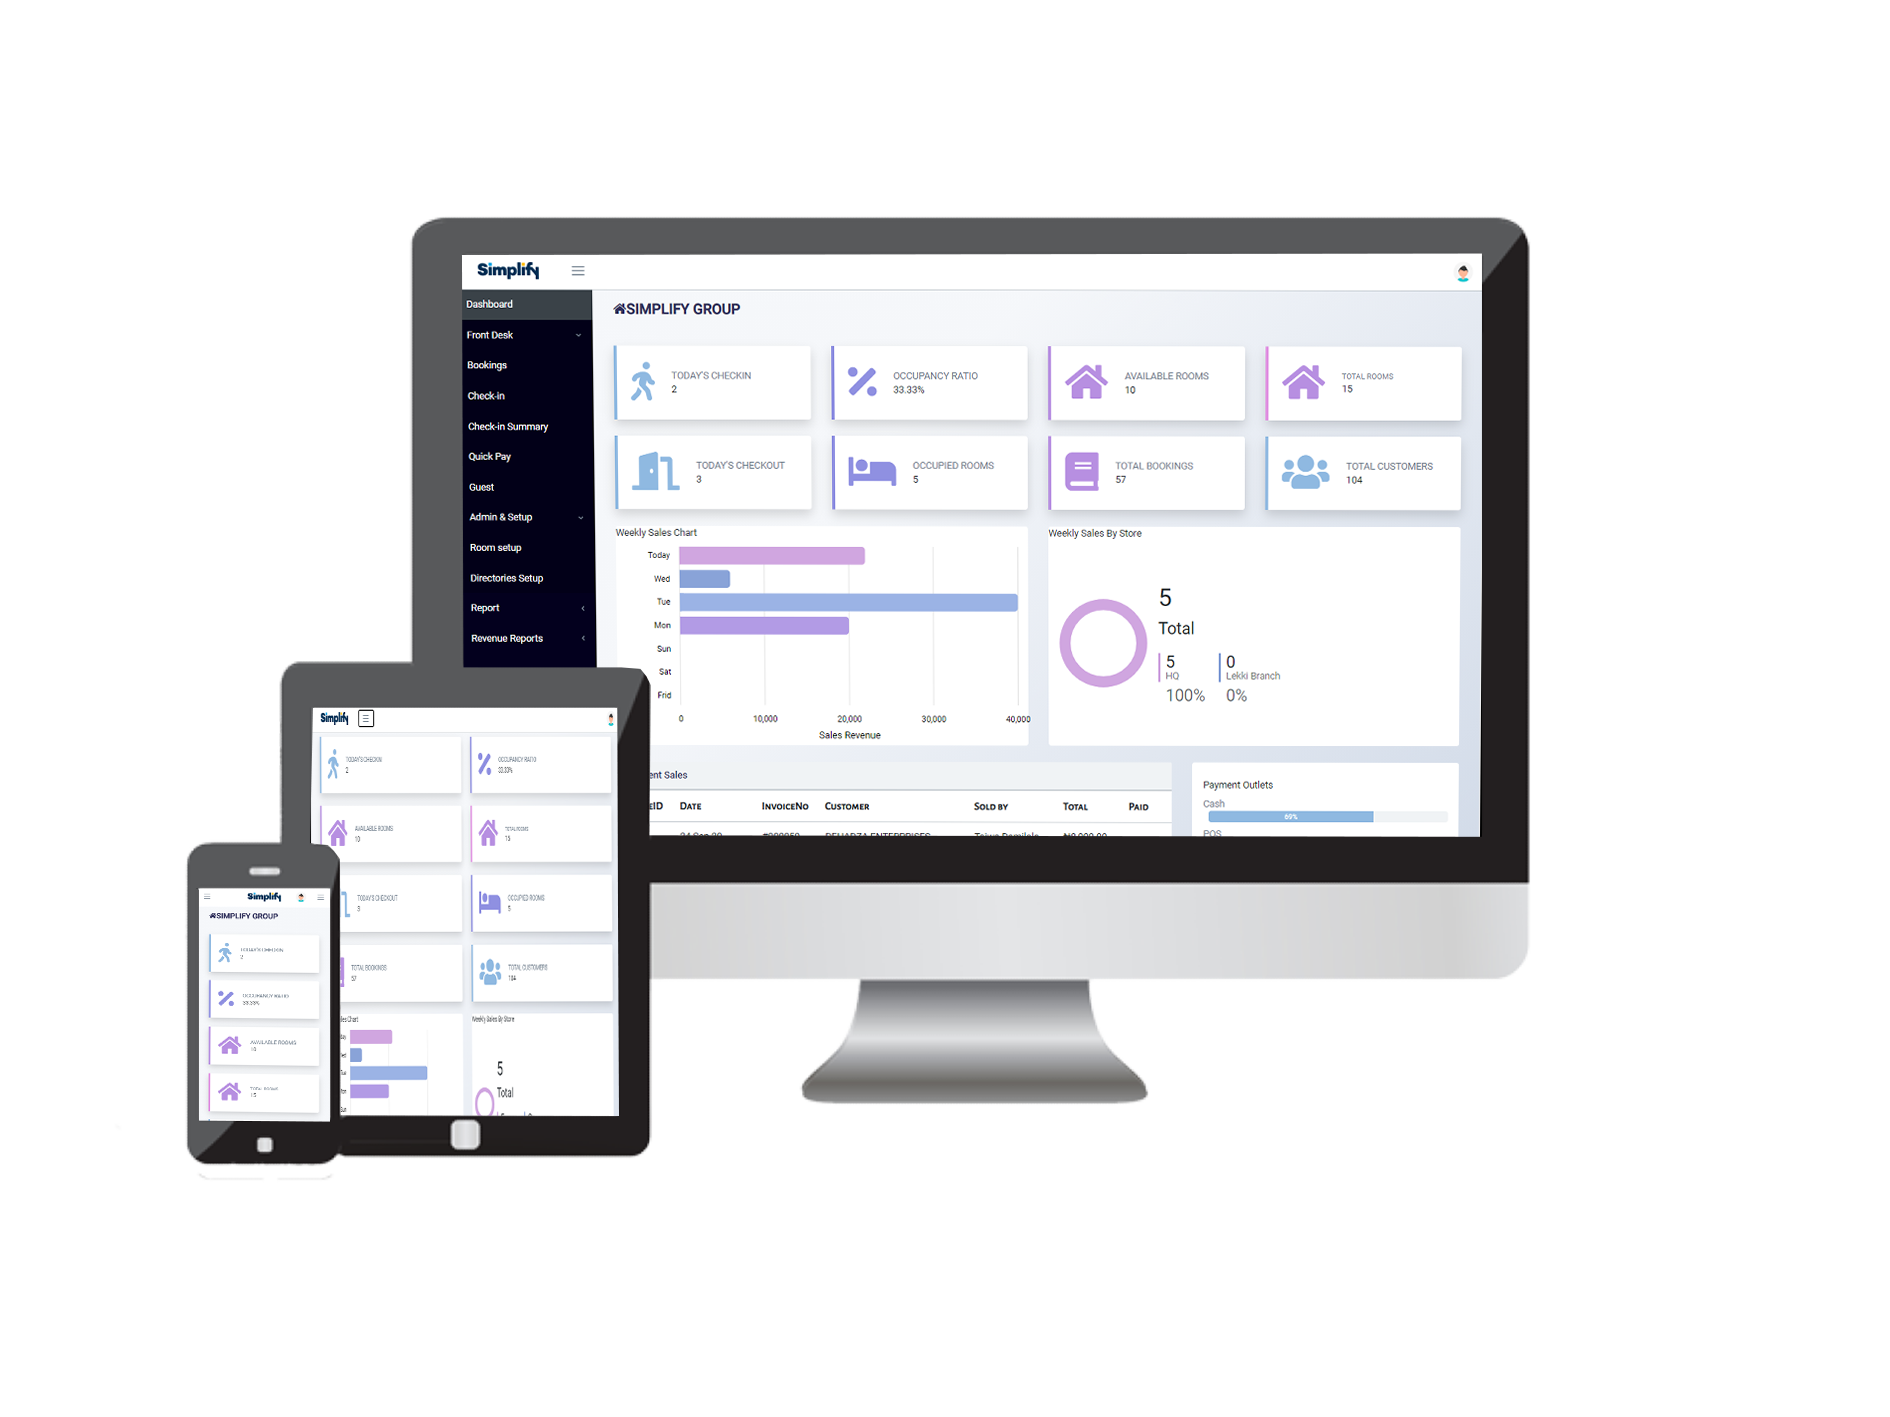 Simplify
Dashboard
Front Desk
Bookings
Check-in
Check-in Summary
Quick Pay
Guest
Admin & Setup
Room setup
Directories Setup
Report
Revenue Reports
SIMPLIFY GROUP
TODAY'S CHECKIN
2
OCCUPANCY RATIO
33.33%
AVAILABLE ROOMS
10
TOTAL ROOMS
15
TODAY'S CHECKOUT
3
OCCUPIED ROOMS
5
TOTAL BOOKINGS
57
TOTAL CUSTOMERS
104
Weekly Sales Chart
Today
Wed
Tue
Mon
Sun
Sat
Frid
0 10,000 20,000 30,000 40,000
Sales Revenue
Weekly Sales By Store
5
Total
5 0
HQ Lekki Branch
100% 0%
ent Sales
eID DATE INVOICENO CUSTOMER SOLD BY TOTAL PAID
Payment Outlets
Cash
69%
POS
Simplify
TODAY'S CHECKIN
2
OCCUPANCY RATIO
33.33%
AVAILABLE ROOMS
10
TOTAL ROOMS
15
TODAY'S CHECKOUT
3
OCCUPIED ROOMS
5
TOTAL BOOKINGS
57
TOTAL CUSTOMERS
104
les Chart
Weekly Sales By Store
5
Total
Simplify
SIMPLIFY GROUP
TODAY'S CHECKIN
2
OCCUPANCY RATIO
33.33%
AVAILABLE ROOMS
10
TOTAL ROOMS
15